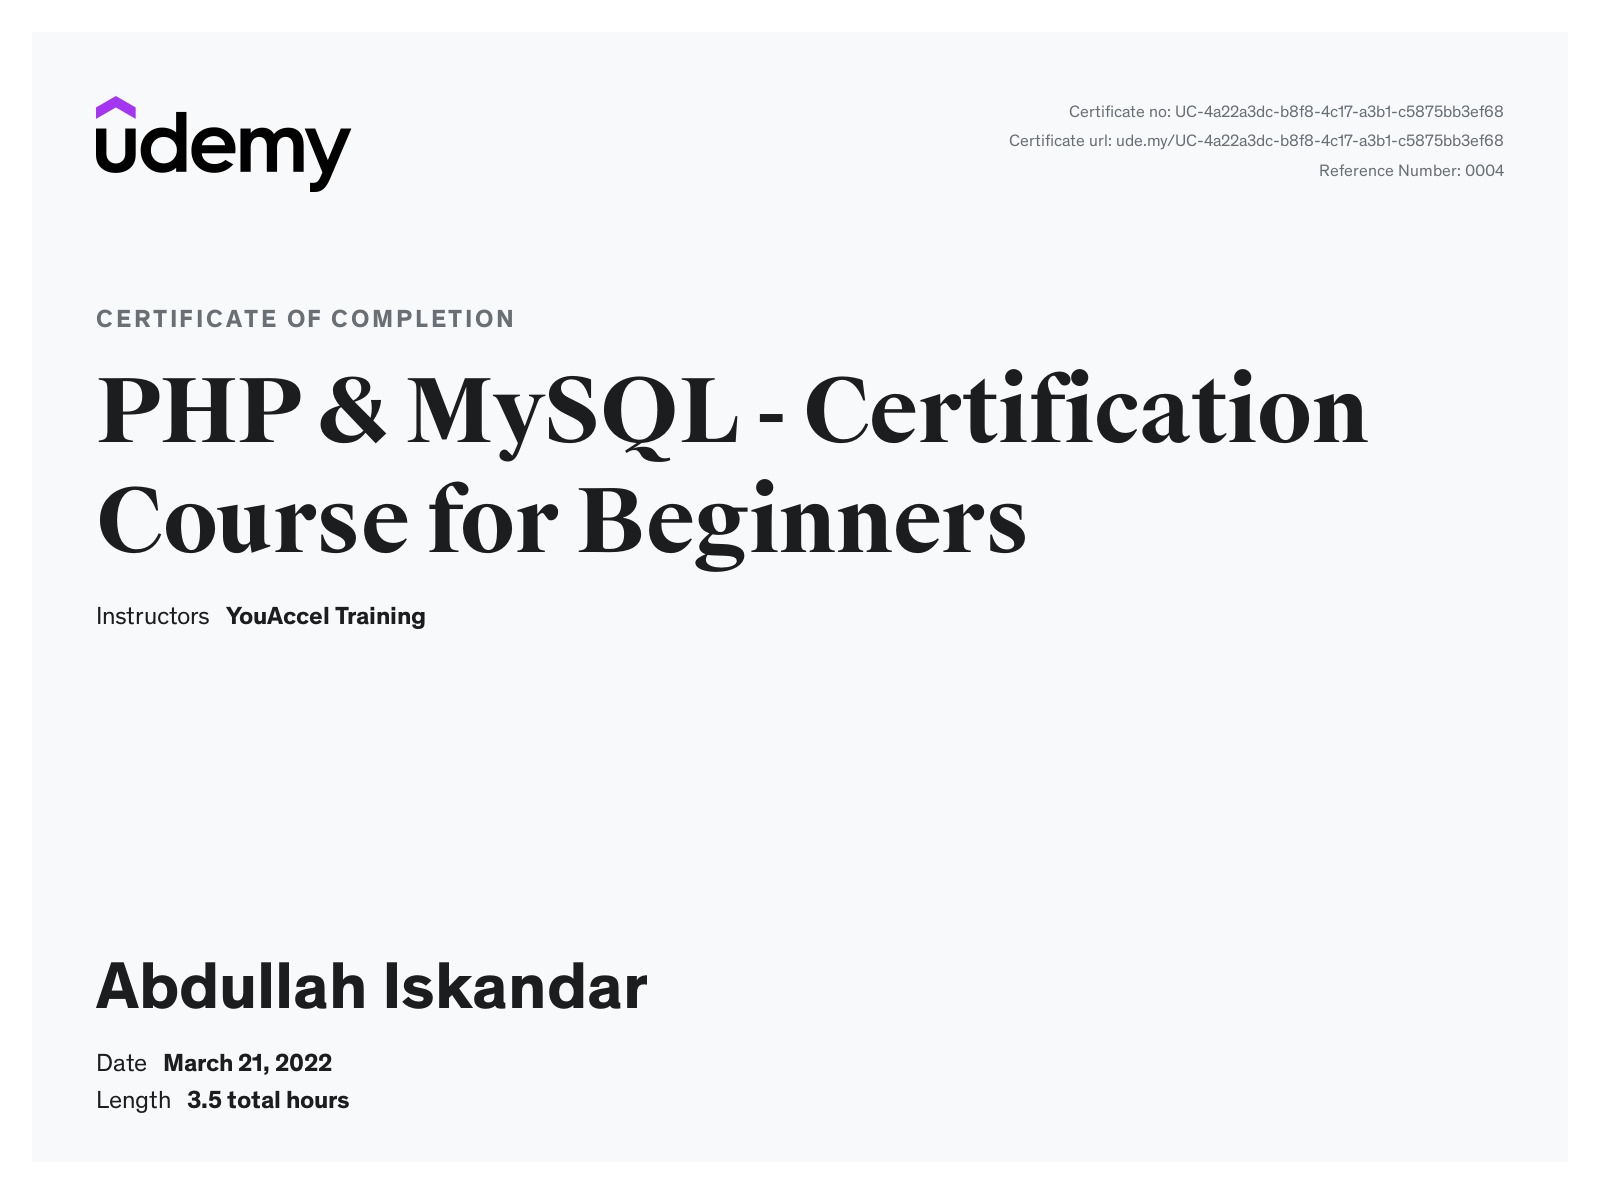 udemy
Certificate no: UC-4a22a3dc-b8f8-4c17-a3b1-c5875bb3ef68
Certificate url: ude.my/UC-4a22a3dc-b8f8-4c17-a3b1-c5875bb3ef68
Reference Number: 0004
CERTIFICATE OF COMPLETION
PHP & MySQL - Certification
Course for Beginners
Instructors YouAccel Training
Abdullah Iskandar
Date March 21, 2022
Length 3.5 total hours